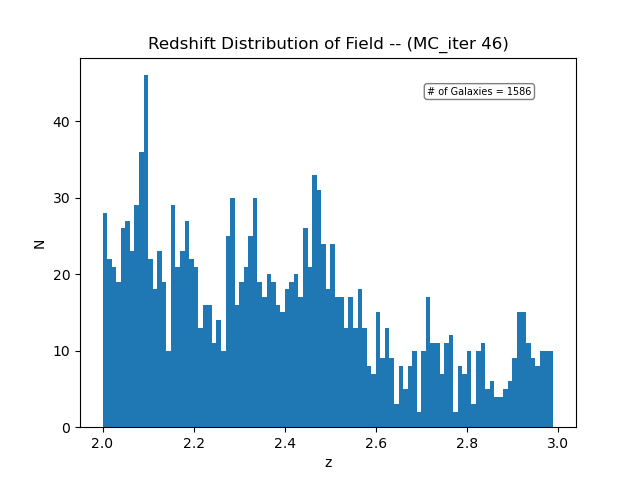 Redshift Distribution of Field -- (MC_iter 46)
# of Galaxies = 1586
40
30
N
20
10
0
2.0 2.2 2.4 2.6 2.8 3.0
z